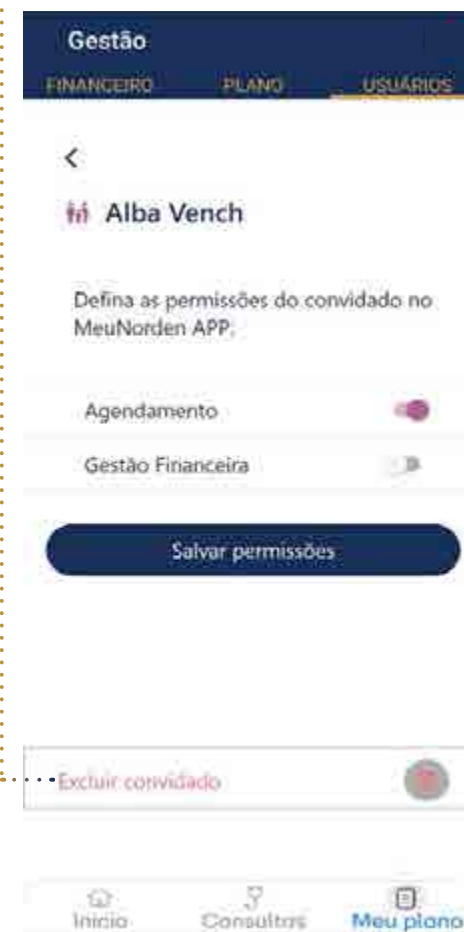 Gestão
FINANCEIRO PLANO USUÁRIOS
Alba Vench
Defina as permissões do convidado no
MeuNorden APP:
Agendamento
Gestão Financeira
Salvar permissões
Excluir convidado
Início Consultas Meu plano